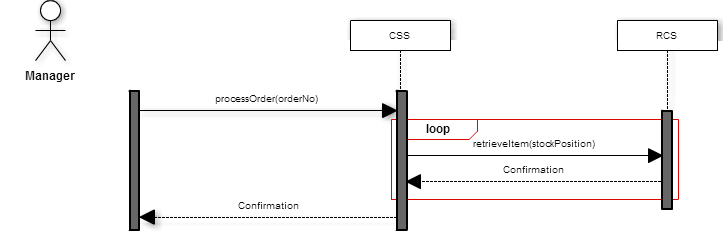 CSS
RCS
Manager
processOrder(orderNo)
loop
retrieveItem(stockPosition)
Confirmation
Confirmation